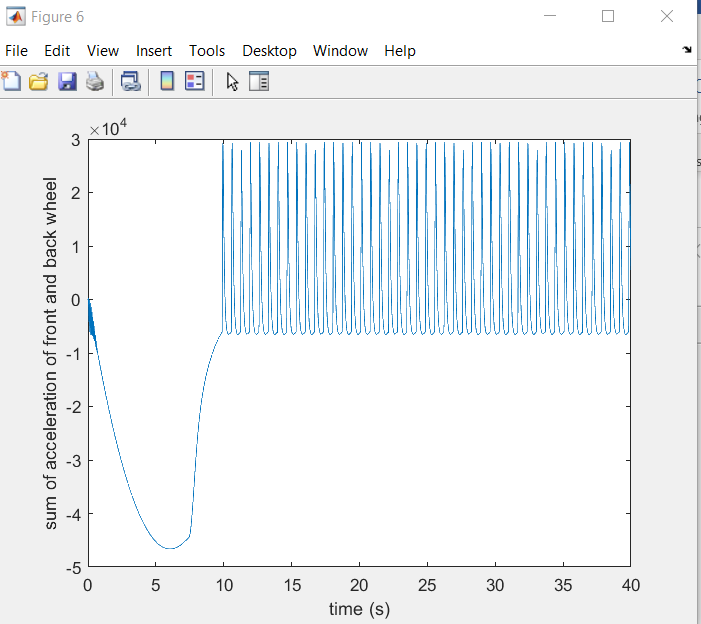 Figure 6
File Edit View Insert Tools Desktop Window Help
×10⁴
3
2
1
0
-1
-2
-3
-4
-5
sum of acceleration of front and back wheel
0 5 10 15 20 25 30 35 40
time (s)